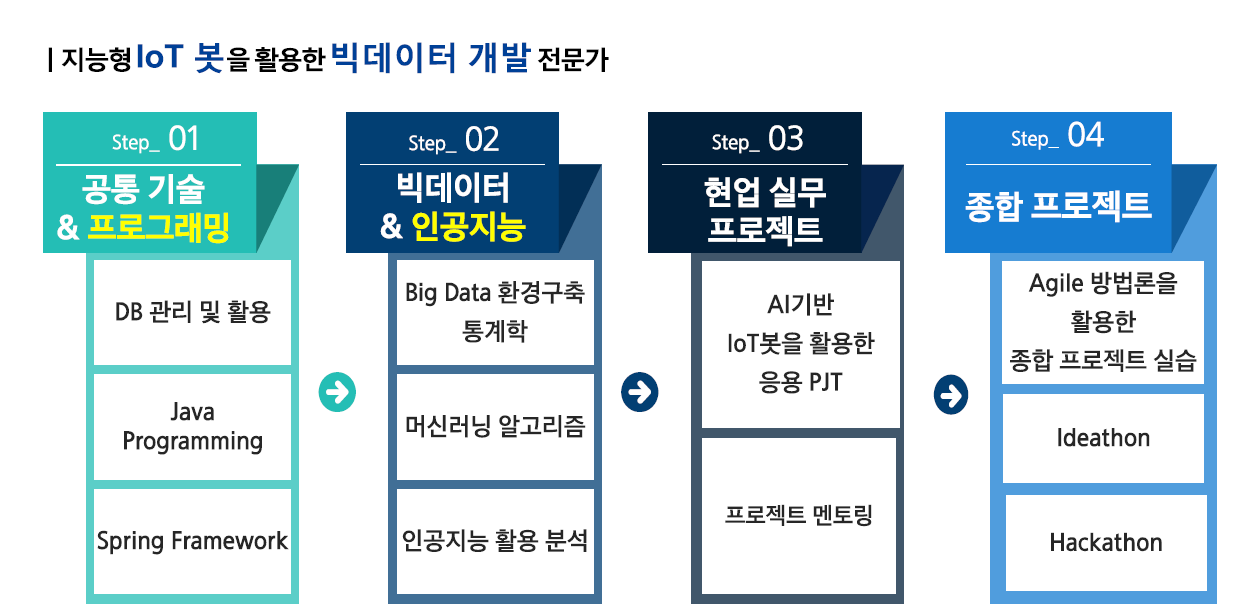 | 지능형 IoT 봇을 활용한 빅데이터 개발 전문가
Step_ 01
공통 기술
& 프로그래밍
DB 관리 및 활용
Java
Programming
Spring Framework
Step_ 02
빅데이터
& 인공지능
Big Data 환경구축
통계학
머신러닝 알고리즘
인공지능 활용 분석
Step_ 03
현업 실무
프로젝트
AI기반
IoT봇을 활용한
응용 PJT
프로젝트 멘토링
Step_ 04
종합 프로젝트
Agile 방법론을
활용한
종합 프로젝트 실습
Ideathon
Hackathon